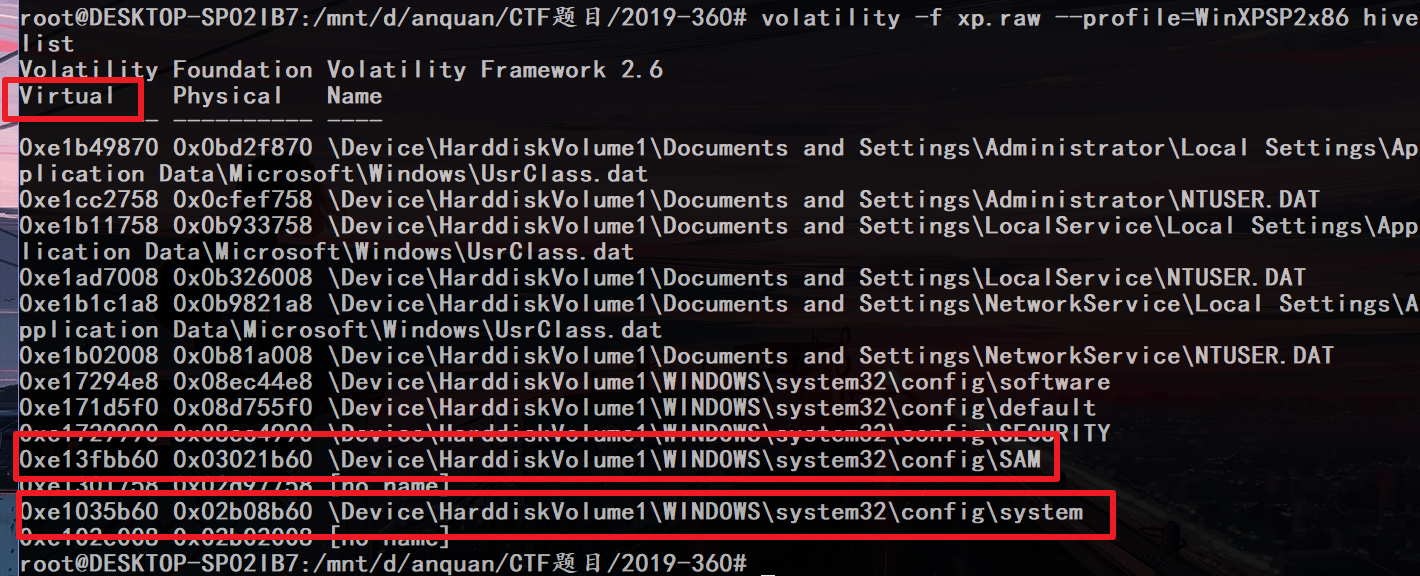 root@DESKTOP-SP02IB7:/mnt/d/anquan/CTF题目/2019-360# volatility -f xp.raw --profile=WinXPSP2x86 hive
list
Volatility Foundation Volatility Framework 2.6
Virtual    Physical   Name
---------- ---------- ----
0xe1b49870 0x0bd2f870 \Device\HarddiskVolume1\Documents and Settings\Administrator\Local Settings\Ap
plication Data\Microsoft\Windows\UsrClass.dat
0xe1cc2758 0x0cfef758 \Device\HarddiskVolume1\Documents and Settings\Administrator\NTUSER.DAT
0xe1b11758 0x0b933758 \Device\HarddiskVolume1\Documents and Settings\LocalService\Local Settings\App
lication Data\Microsoft\Windows\UsrClass.dat
0xe1ad7008 0x0b326008 \Device\HarddiskVolume1\Documents and Settings\LocalService\NTUSER.DAT
0xe1b1c1a8 0x0b9821a8 \Device\HarddiskVolume1\Documents and Settings\NetworkService\Local Settings\A
pplication Data\Microsoft\Windows\UsrClass.dat
0xe1b02008 0x0b81a008 \Device\HarddiskVolume1\Documents and Settings\NetworkService\NTUSER.DAT
0xe17294e8 0x08ec44e8 \Device\HarddiskVolume1\WINDOWS\system32\config\software
0xe171d5f0 0x08d755f0 \Device\HarddiskVolume1\WINDOWS\system32\config\default
\Device\HarddiskVolume1\WINDOWS\system32\config\SECURITY
0xe13fbb60 0x03021b60 \Device\HarddiskVolume1\WINDOWS\system32\config\SAM
[no name]
0xe1035b60 0x02b08b60 \Device\HarddiskVolume1\WINDOWS\system32\config\system
[no name]
root@DESKTOP-SP02IB7:/mnt/d/anquan/CTF题目/2019-360#